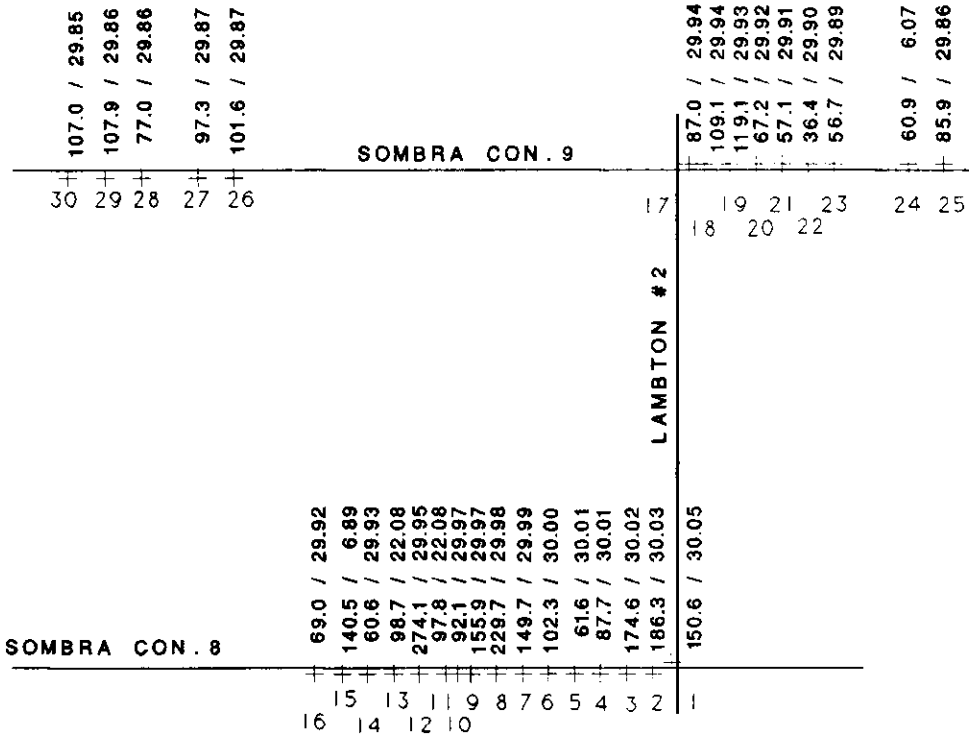 107.0 / 29.85
107.9 / 29.86
77.0 / 29.86
97.3 / 29.87
101.6 / 29.87
87.0 / 29.94
109.1 / 29.94
119.1 / 29.93
67.2 / 29.92
57.1 / 29.91
36.4 / 29.90
56.7 / 29.89
60.9 / 6.07
85.9 / 29.86
SOMBRA CON. 9
30 29 28 27 26
17 19 21 23 24 25
18 20 22
LAMBTON #2
69.0 / 29.92
140.5 / 6.89
60.6 / 29.93
98.7 / 22.08
274.1 / 29.95
97.8 / 22.08
92.1 / 29.97
155.9 / 29.97
229.7 / 29.98
149.7 / 29.99
102.3 / 30.00
61.6 / 30.01
87.7 / 30.01
174.6 / 30.02
186.3 / 30.03
150.6 / 30.05
SOMBRA CON. 8
15 13 11 9 8 7 6 5 4 3 2 1
16 14 12 10